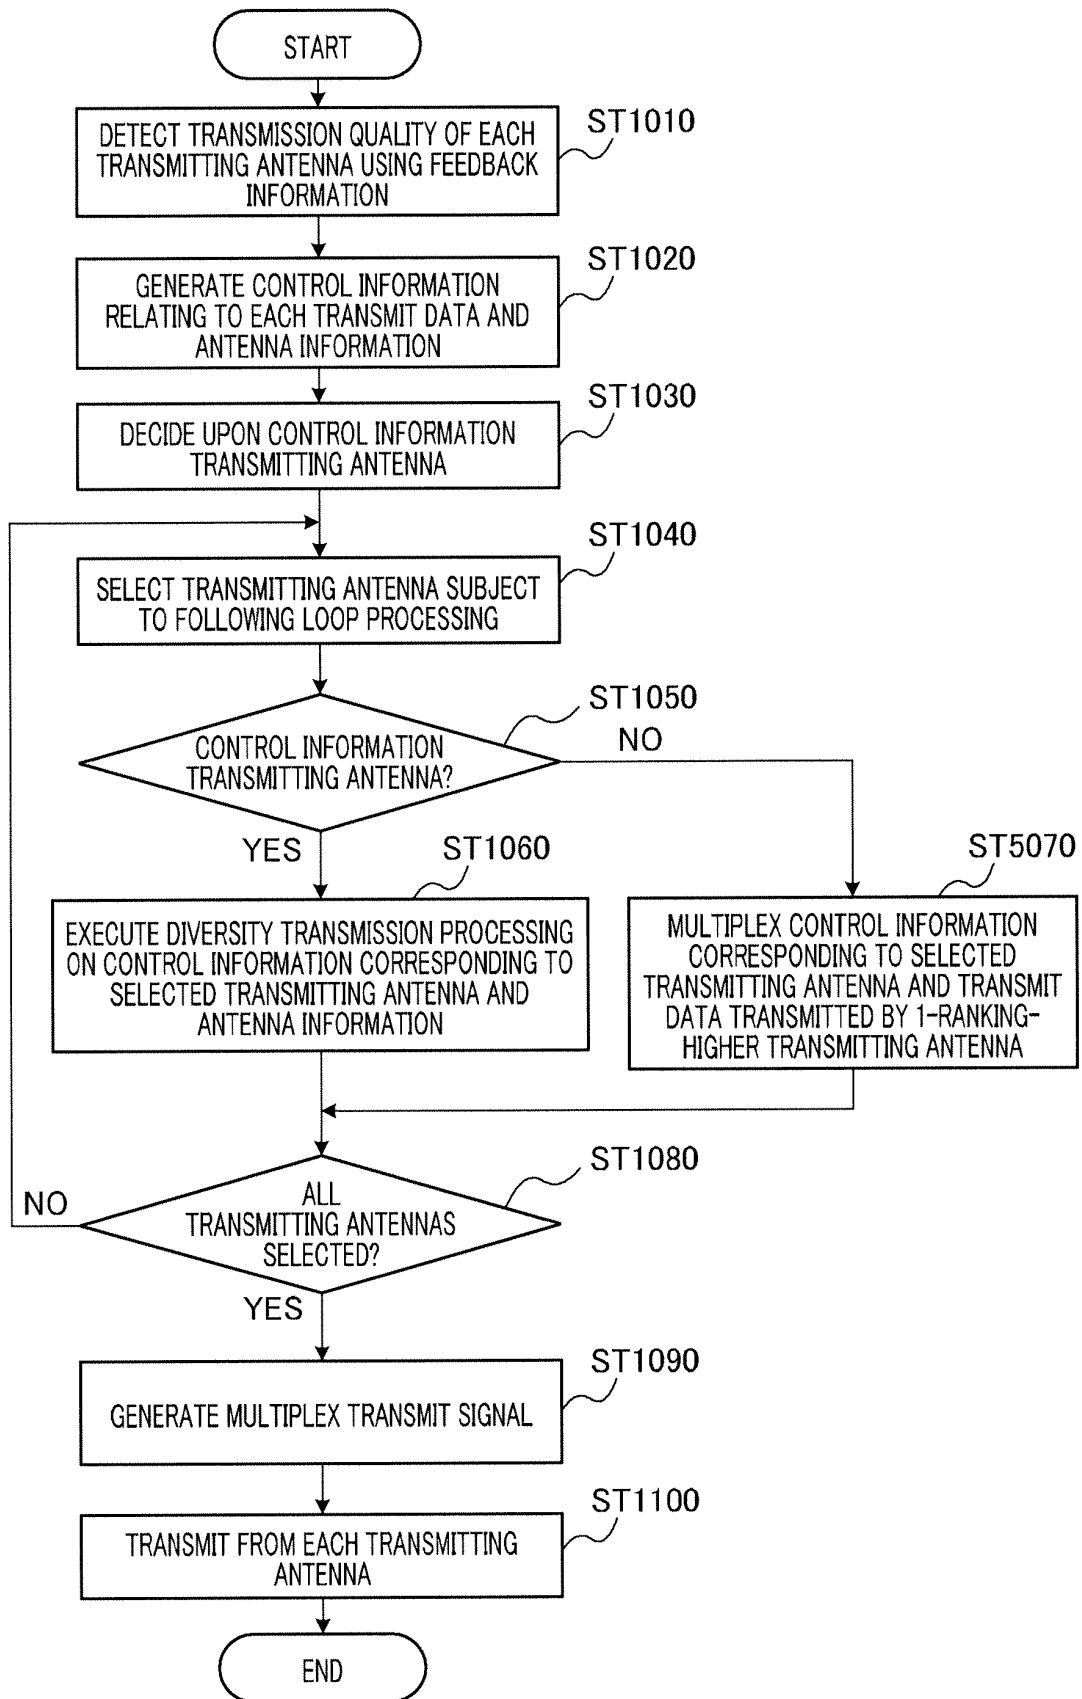 START
DETECT TRANSMISSION QUALITY OF EACH
TRANSMITTING ANTENNA USING FEEDBACK
INFORMATION
ST1010
GENERATE CONTROL INFORMATION
RELATING TO EACH TRANSMIT DATA AND
ANTENNA INFORMATION
ST1020
DECIDE UPON CONTROL INFORMATION
TRANSMITTING ANTENNA
ST1030
SELECT TRANSMITTING ANTENNA SUBJECT
TO FOLLOWING LOOP PROCESSING
ST1040
CONTROL INFORMATION
TRANSMITTING ANTENNA?
ST1050
NO
YES
ST1060
EXECUTE DIVERSITY TRANSMISSION PROCESSING
ON CONTROL INFORMATION CORRESPONDING TO
SELECTED TRANSMITTING ANTENNA AND
ANTENNA INFORMATION
ST5070
MULTIPLEX CONTROL INFORMATION
CORRESPONDING TO SELECTED
TRANSMITTING ANTENNA AND TRANSMIT
DATA TRANSMITTED BY 1-RANKING-
HIGHER TRANSMITTING ANTENNA
ALL
TRANSMITTING ANTENNAS
SELECTED?
ST1080
NO
YES
GENERATE MULTIPLEX TRANSMIT SIGNAL
ST1090
TRANSMIT FROM EACH TRANSMITTING
ANTENNA
ST1100
END